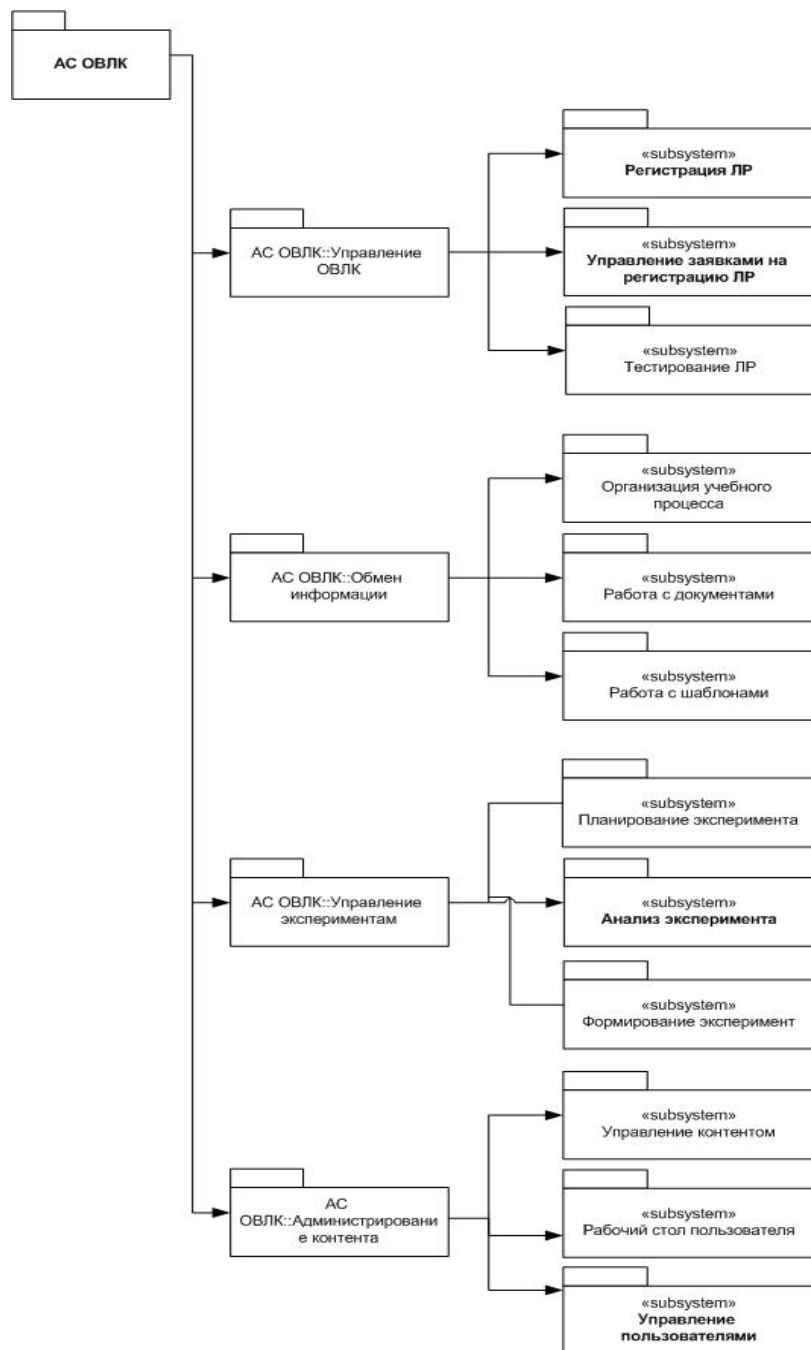 АС ОВЛК
«subsystem»
Регистрация ЛР
АС ОВЛК::Управление
ОВЛК
«subsystem»
Управление заявками на
регистрацию ЛР
«subsystem»
Тестирование ЛР
«subsystem»
Организация учебного
процесса
АС ОВЛК::Обмен
информации
«subsystem»
Работа с документами
«subsystem»
Работа с шаблонами
«subsystem»
Планирование эксперимента
АС ОВЛК::Управление
экспериментам
«subsystem»
Анализ эксперимента
«subsystem»
Формирование эксперимент
«subsystem»
Управление контентом
АС
ОВЛК::Администрировани
е контента
«subsystem»
Рабочий стол пользователя
«subsystem»
Управление
пользователями